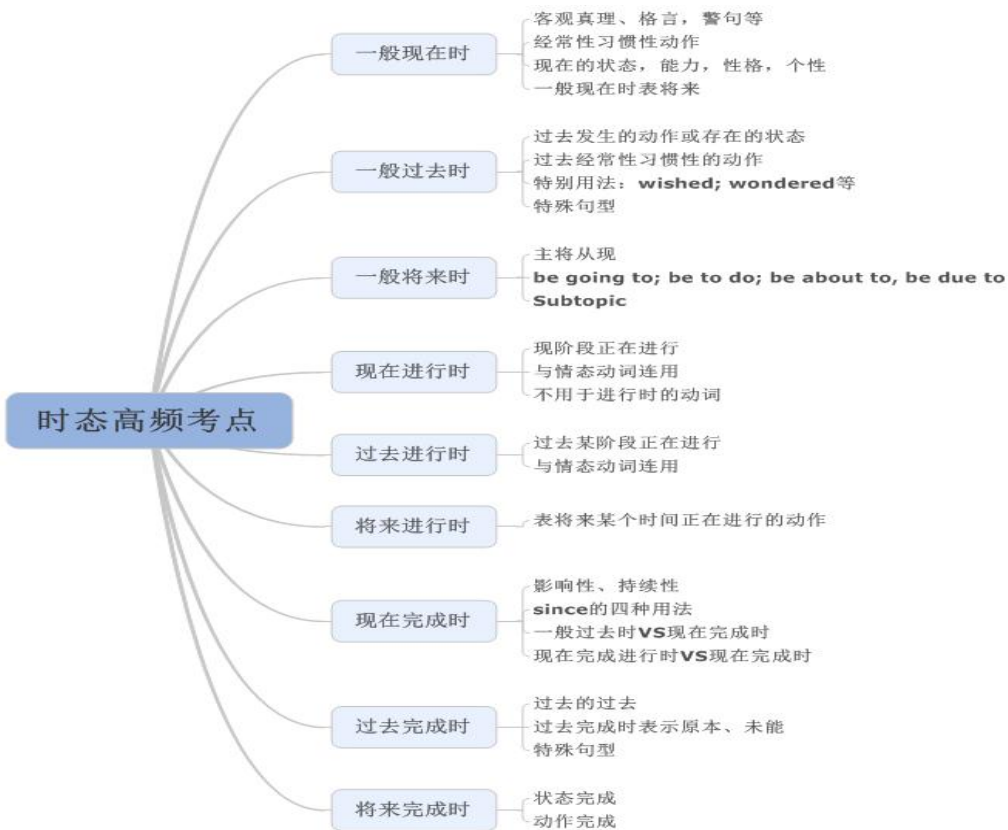 时态高频考点
一般现在时
客观真理、格言，警句等
经常性习惯性动作
现在的状态，能力，性格，个性
一般现在时表将来
一般过去时
过去发生的动作或存在的状态
过去经常性习惯性的动作
特别用法：wished; wondered等
特殊句型
一般将来时
主将从现
be going to; be to do; be about to, be due to
Subtopic
现在进行时
现阶段正在进行
与情态动词连用
不用于进行时的动词
过去进行时
过去某阶段正在进行
与情态动词连用
将来进行时
表将来某个时间正在进行的动作
现在完成时
影响性、持续性
since的四种用法
一般过去时VS现在完成时
现在完成进行时VS现在完成时
过去完成时
过去的过去
过去完成时表示原本、未能
特殊句型
将来完成时
状态完成
动作完成